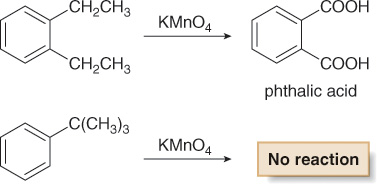 CH₂CH₃
KMnO₄
COOH
CH₂CH₃
COOH
phthalic acid
C(CH₃)₃
KMnO₄
No reaction